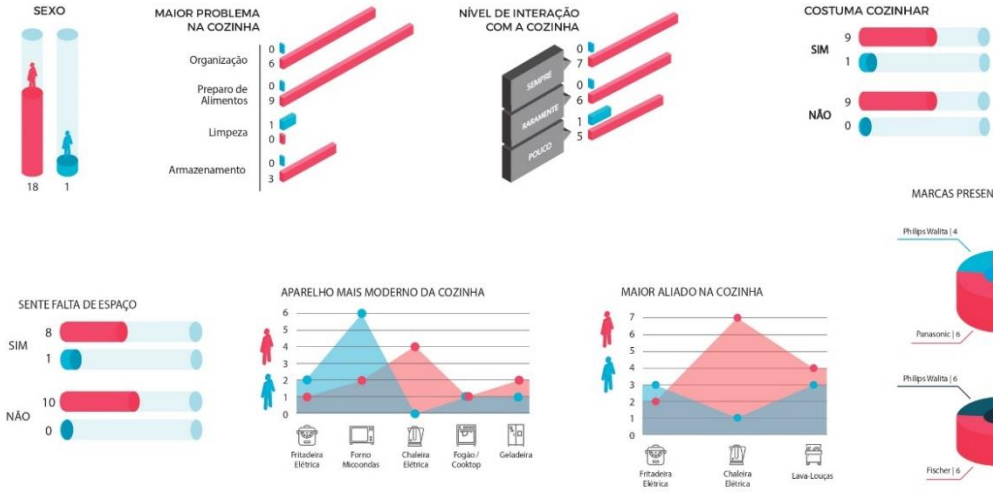 SEXO
18
1
MAIOR PROBLEMA
NA COZINHA
Organização
0
6
Preparo de
Alimentos
0
9
Limpeza
1
0
Armazenamento
0
3
NÍVEL DE INTERAÇÃO
COM A COZINHA
SEMPRE
0
7
RARAMENTE
0
6
POUCO
1
5
COSTUMA COZINHAR
SIM
9
1
NÃO
9
0
MARCAS PRESEN
Philips Walita | 4
Panasonic | 6
Philips Walita | 6
Fischer | 6
SENTE FALTA DE ESPAÇO
SIM
8
1
NÃO
10
0
APARELHO MAIS MODERNO DA COZINHA
6
5
4
3
2
1
0
Fritadeira
Elétrica
Forno
Micoondas
Chaleira
Elétrica
Fogão /
Cooktop
Geladeira
MAIOR ALIADO NA COZINHA
7
6
5
4
3
2
1
0
Fritadeira
Elétrica
Chaleira
Elétrica
Lava-Louças